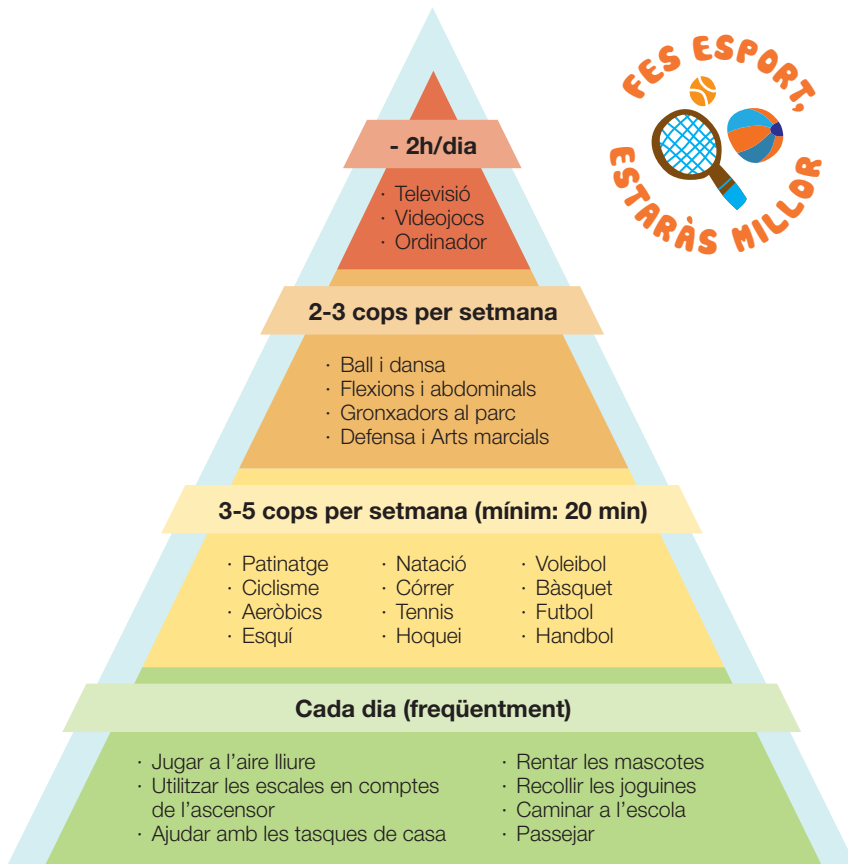 FES ESPORT,
ESTARÀS MILLOR
- 2h/dia
· Televisió
· Videojocs
· Ordinador
2-3 cops per setmana
· Ball i dansa
· Flexions i abdominals
· Gronxadors al parc
· Defensa i Arts marcials
3-5 cops per setmana (mínim: 20 min)
· Patinatge
· Ciclisme
· Aeròbics
· Esquí
· Natació
· Córrer
· Tennis
· Hoquei
· Voleibol
· Bàsquet
· Futbol
· Handbol
Cada dia (freqüentment)
· Jugar a l’aire lliure
· Utilitzar les escales en comptes
de l’ascensor
· Ajudar amb les tasques de casa
· Rentar les mascotes
· Recollir les joguines
· Caminar a l’escola
· Passejar